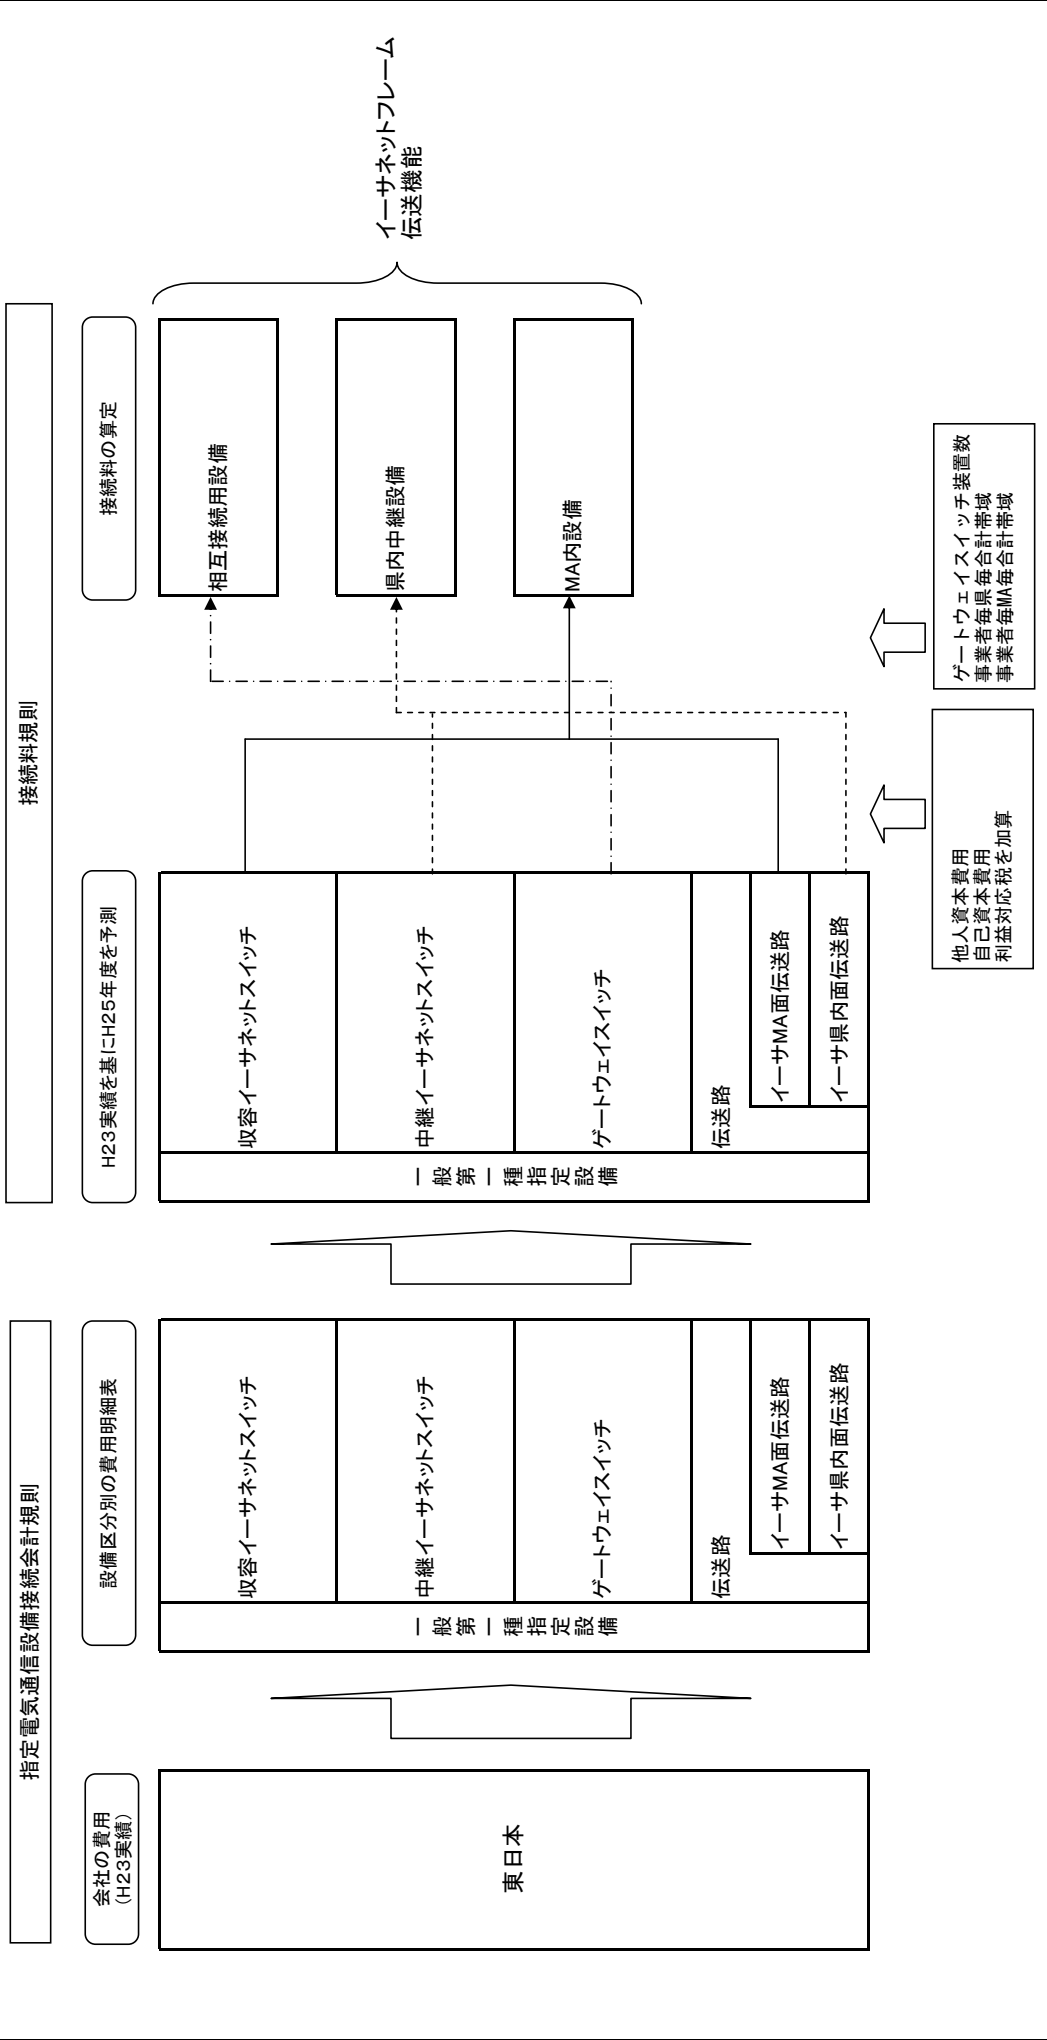 指定電気通信設備接続会計規則
接続料規則
会社の費用
（H23実績）
設備区分別の費用明細表
H23実績を基にH25年度を予測
接続料の算定
東日本
一般第一種指定設備
収容イーサネットスイッチ
中継イーサネットスイッチ
ゲートウェイスイッチ
伝送路
イーサMA面伝送路
イーサ県内面伝送路
一般第一種指定設備
収容イーサネットスイッチ
中継イーサネットスイッチ
ゲートウェイスイッチ
伝送路
イーサMA面伝送路
イーサ県内面伝送路
相互接続用設備
県内中継設備
MA内設備
イーサネットフレーム
伝送機能
他人資本費用
自己資本費用
利益対応税を加算
ゲートウェイスイッチ装置数
事業者毎県毎合計帯域
事業者毎MA毎合計帯域